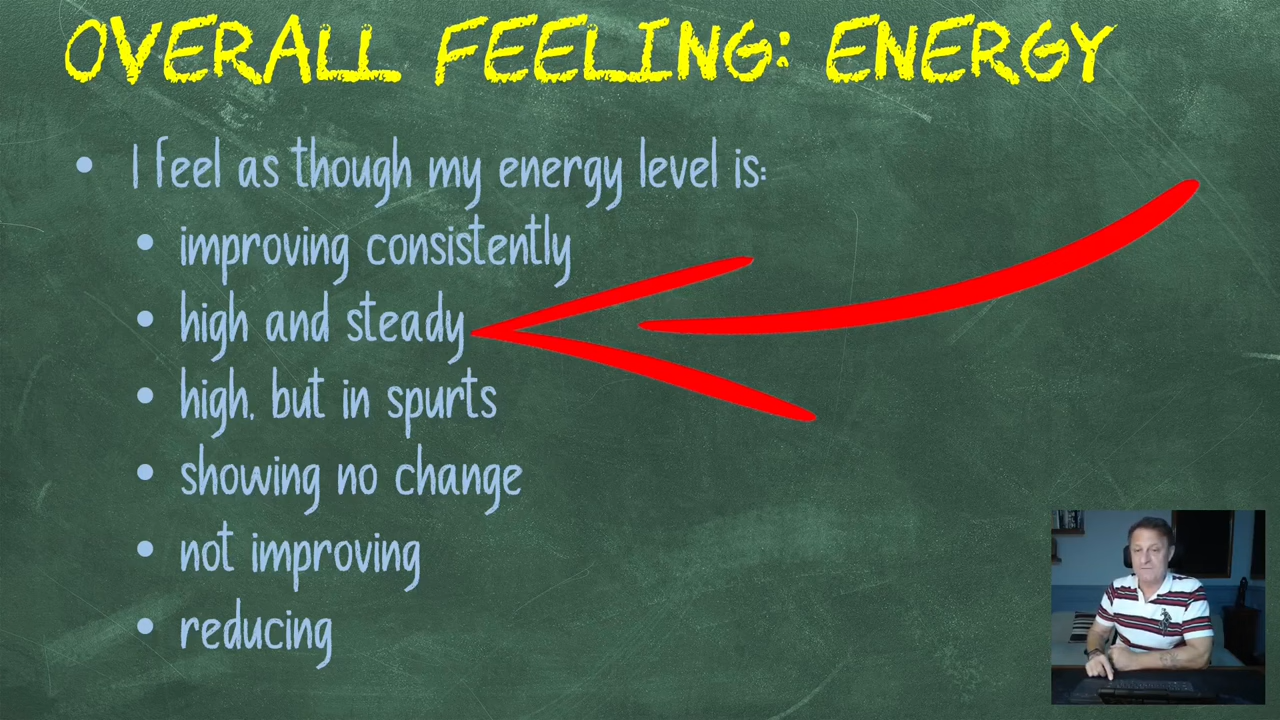 OVERALL FEELING: ENERGY
• I feel as though my energy level is:
• improving consistently
• high and steady
• high, but in spurts
• showing no change
• not improving
• reducing